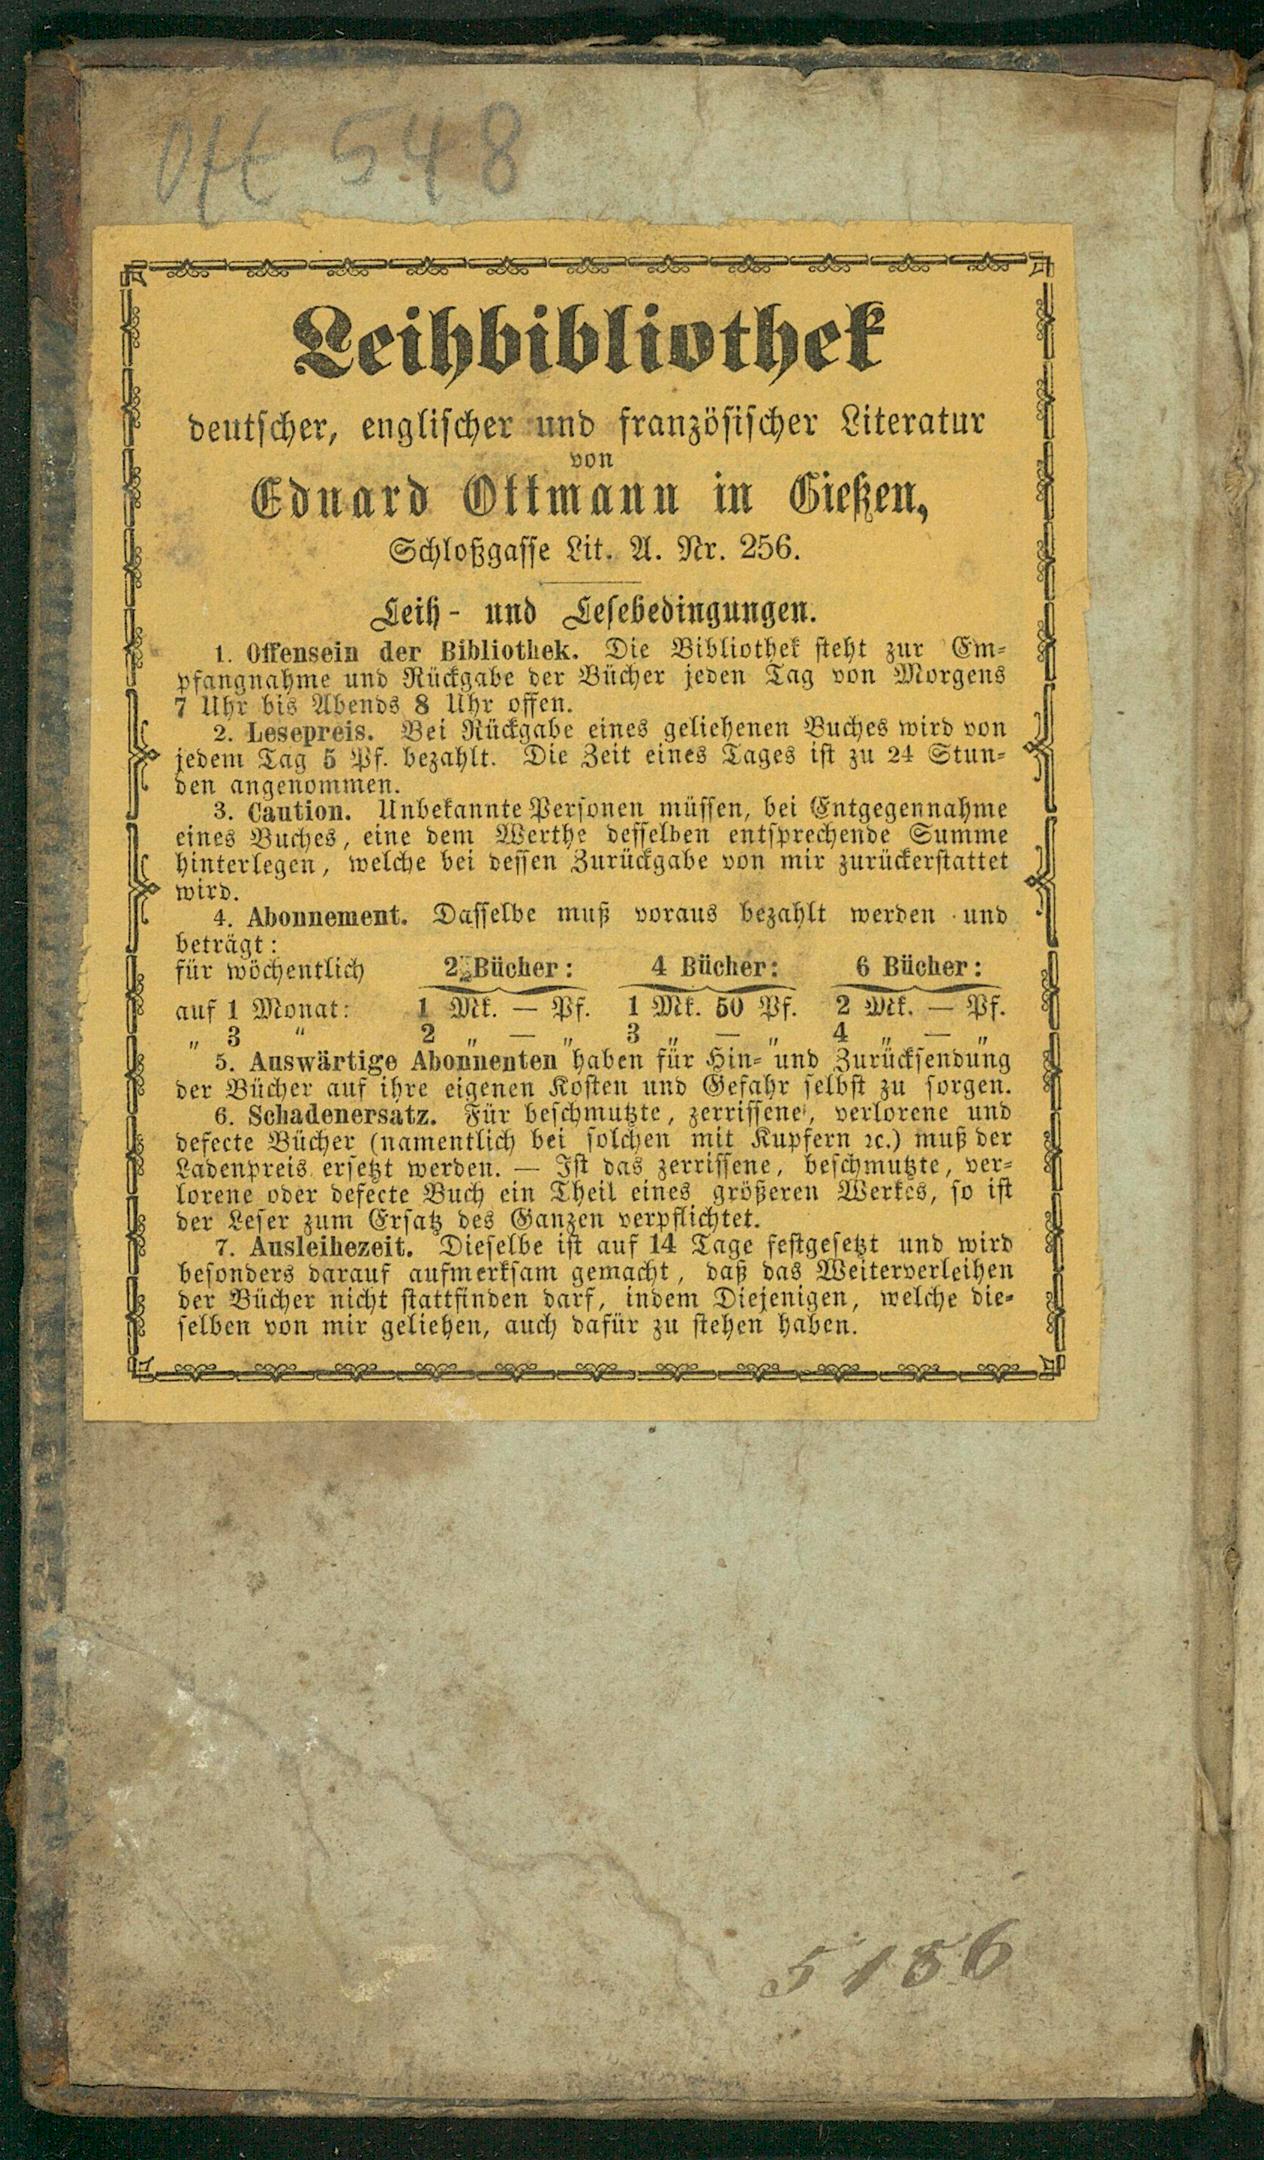 Ott 548
Leihbibliothek
deutscher, englischer und französischer Literatur
von
Eduard Ottmann in Gießen,
Schloßgasse Lit. A. Nr. 256.
Leih- und Lesebedingungen.
1. Offensein der Bibliothek. Die Bibliothek steht zur Em-
pfangnahme und Rückgabe der Bücher jeden Tag von Morgens
7 Uhr bis Abends 8 Uhr offen.
2. Lesepreis. Bei Rückgabe eines geliehenen Buches wird von
jedem Tag 5 Pf. bezahlt. Die Zeit eines Tages ist zu 24 Stun-
den angenommen.
3. Caution. Unbekannte Personen müssen, bei Entgegennahme
eines Buches, eine dem Werthe desselben entsprechende Summe
hinterlegen, welche bei dessen Zurückgabe von mir zurückerstattet
wird.
4. Abonnement. Dasselbe muß voraus bezahlt werden und
beträgt:
für wöchentlich 2 Bücher: 4 Bücher: 6 Bücher:
auf 1 Monat: 1 Mk. — Pf. 1 Mk. 50 Pf. 2 Mk. — Pf.
„ 3 „ 2 „ — „ 3 „ — „ 4 „ — „
5. Auswärtige Abonnenten haben für Hin- und Zurücksendung
der Bücher auf ihre eigenen Kosten und Gefahr selbst zu sorgen.
6. Schadenersatz. Für beschmutzte, zerrissene, verlorene und
defecte Bücher (namentlich bei solchen mit Kupfern ꝛc.) muß der
Ladenpreis ersetzt werden. — Ist das zerrissene, beschmutzte, ver-
lorene oder defecte Buch ein Theil eines größeren Werkes, so ist
der Leser zum Ersatz des Ganzen verpflichtet.
7. Ausleihezeit. Dieselbe ist auf 14 Tage festgesetzt und wird
besonders darauf aufmerksam gemacht, daß das Weiterverleihen
der Bücher nicht stattfinden darf, indem Diejenigen, welche die-
selben von mir geliehen, auch dafür zu stehen haben.
5186